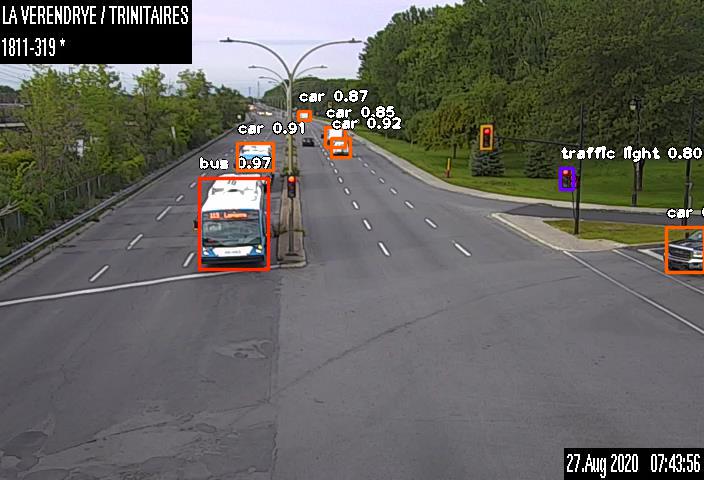 LA VERENDRYE / TRINITAIRES
1811-319 *
car 0.87
car 0.85
car 0.92
car 0.91
traffic light 0.80
bus 0.97
car
27.Aug 2020 07:43:56